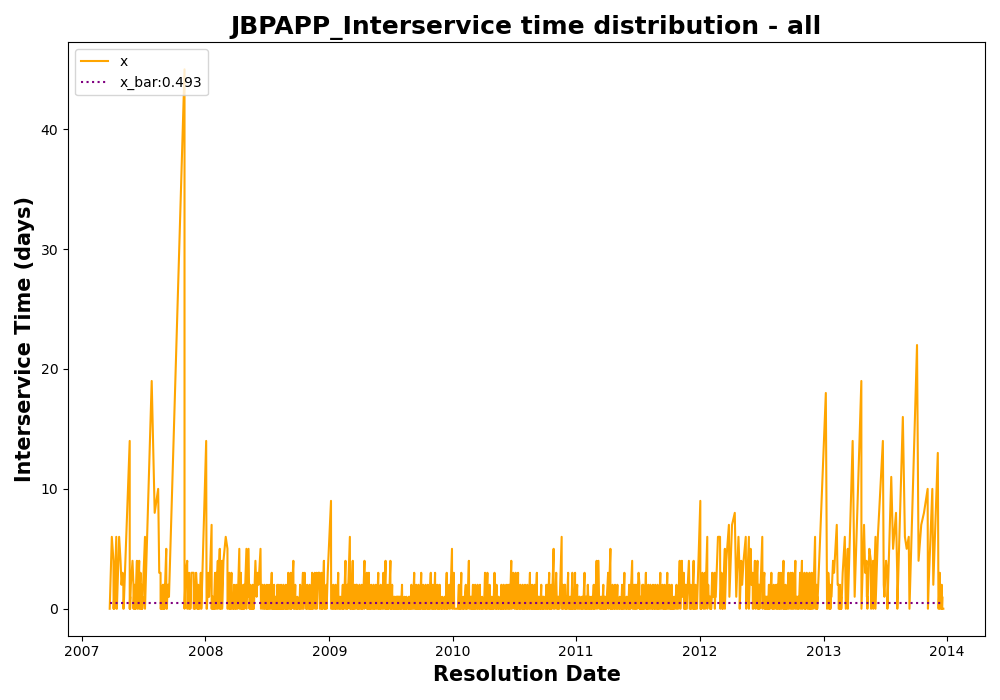 JBPAPP_Interservice time distribution - all
x
x_bar:0.493
Interservice Time (days)
40
30
20
10
0
2007 2008 2009 2010 2011 2012 2013 2014
Resolution Date